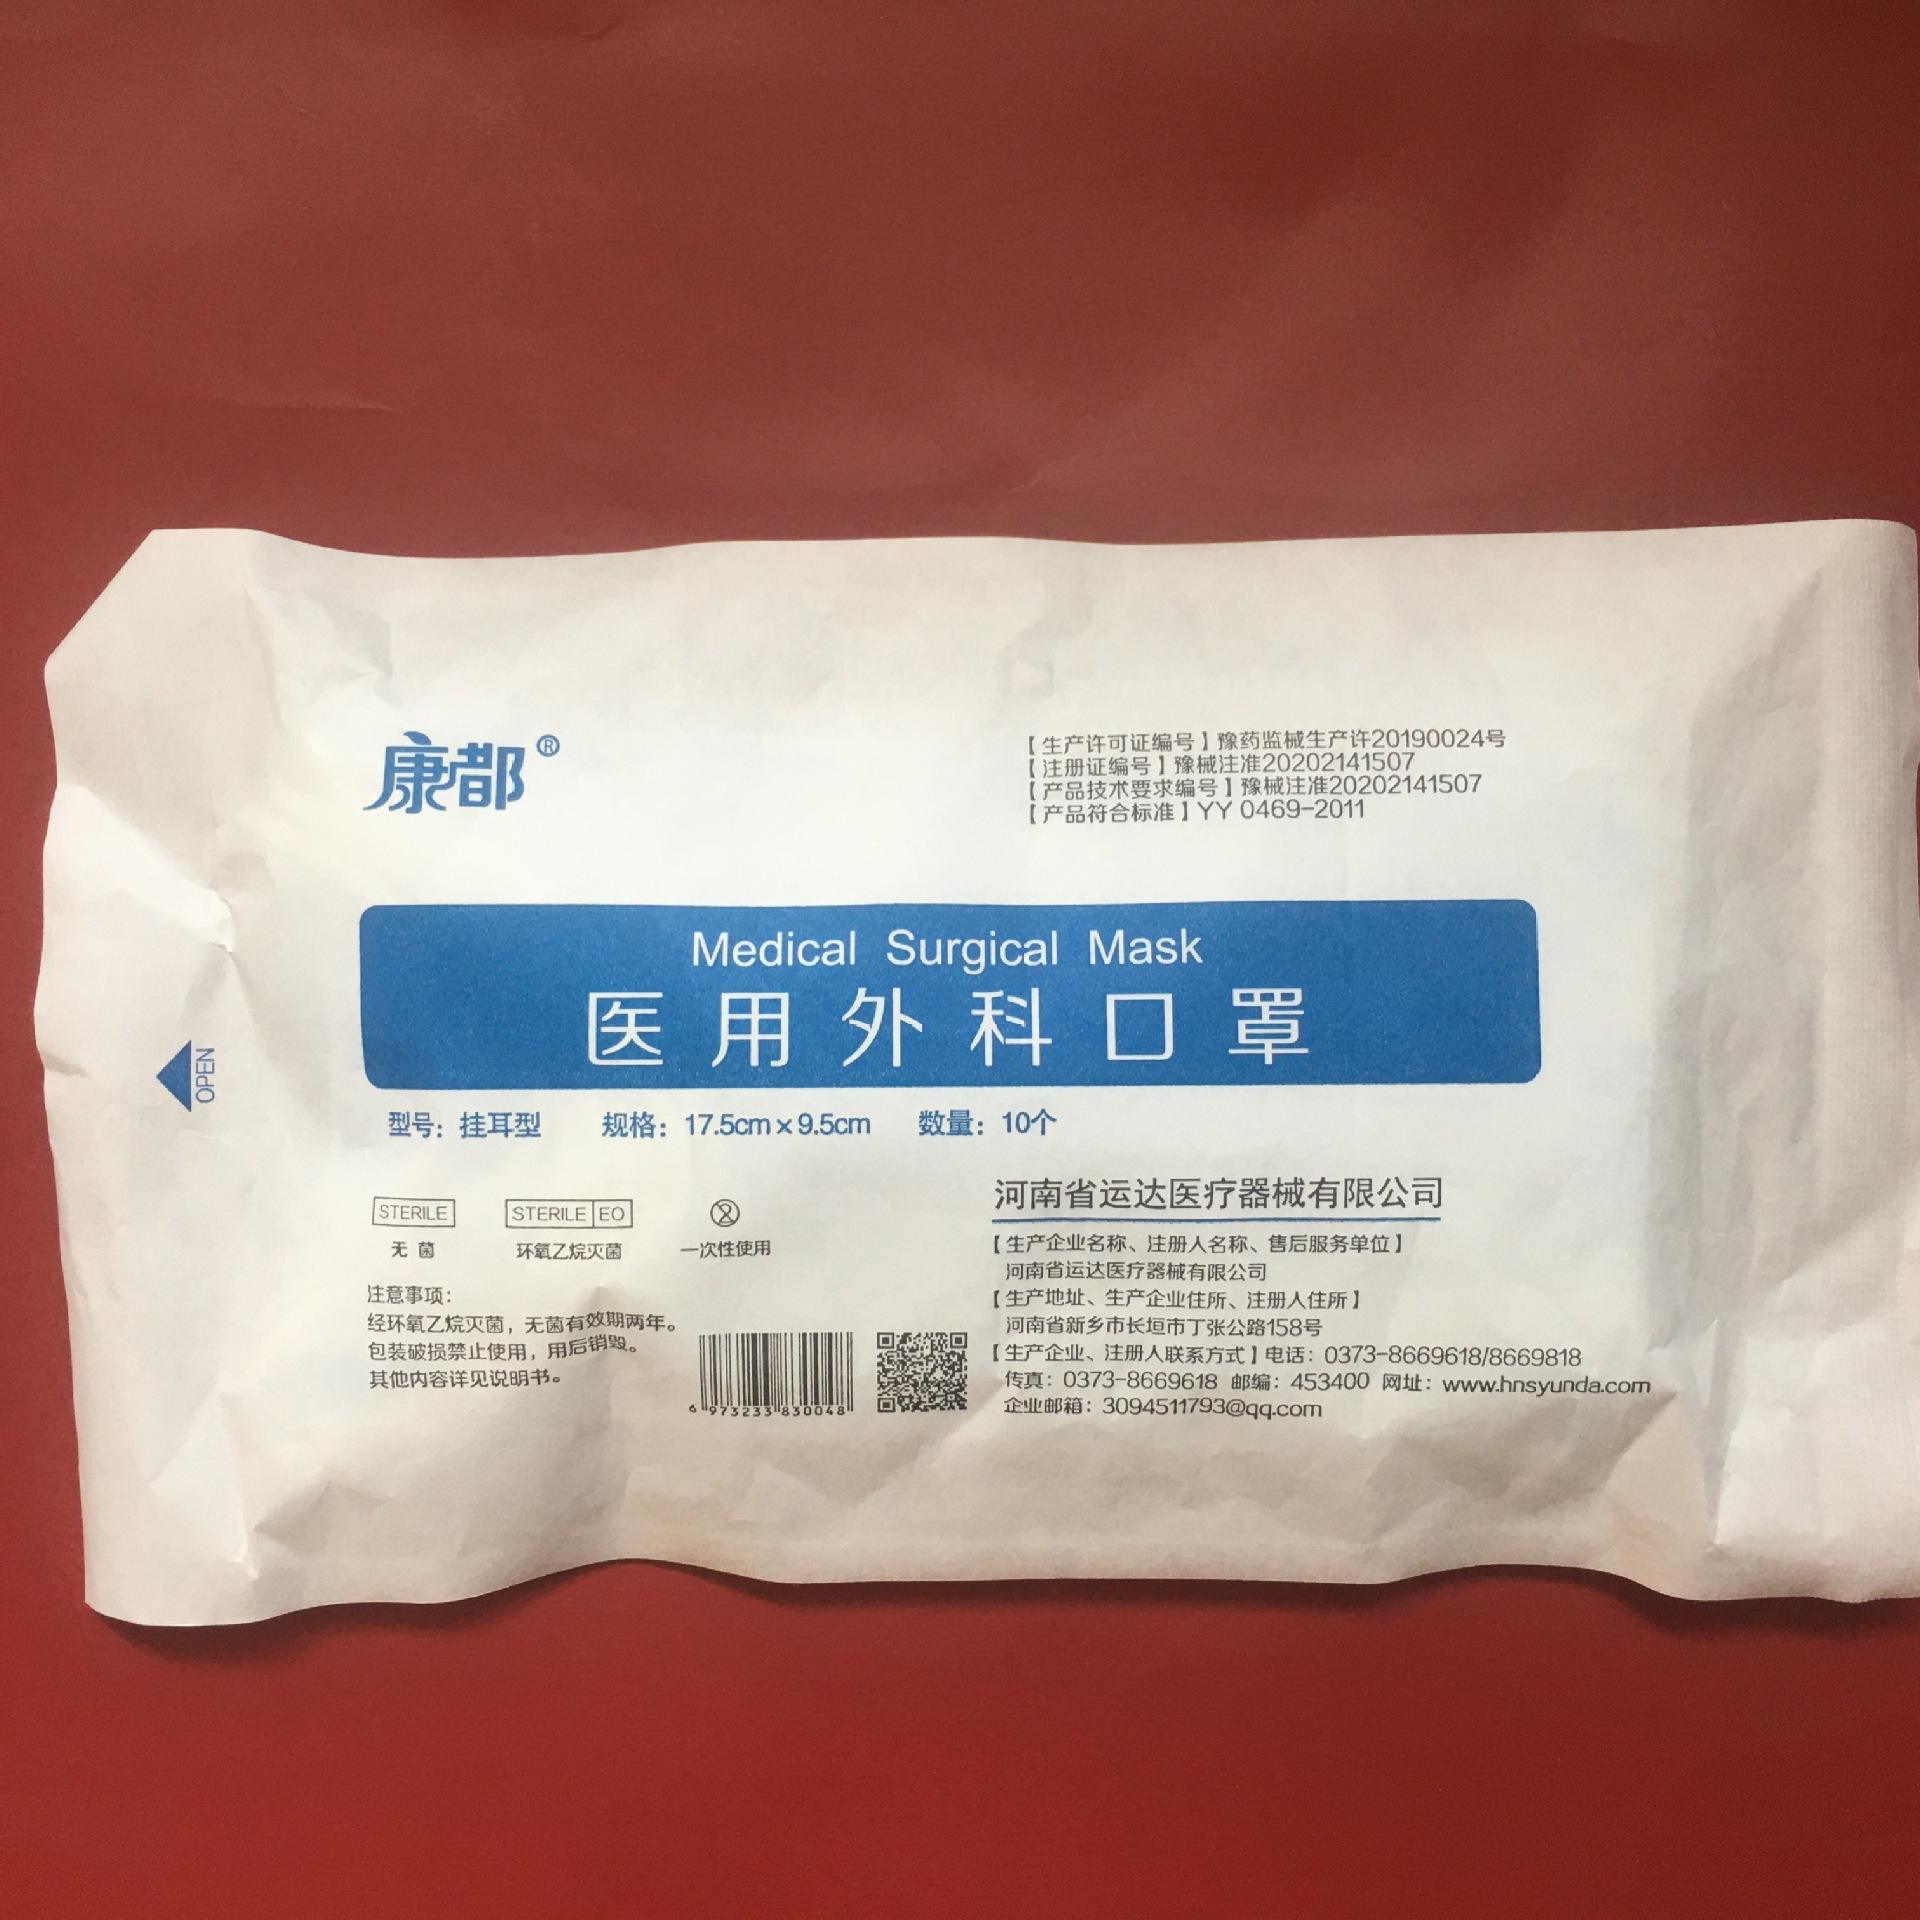 康都®
【生产许可证编号】豫药监械生产许20190024号
【注册证编号】豫械注准20202141507
【产品技术要求编号】豫械注准20202141507
【产品符合标准】YY 0469-2011
Medical Surgical Mask
医用外科口罩
OPEN
型号：挂耳型 规格：17.5cm×9.5cm 数量：10个
STERILE STERILE EO 2
无菌 环氧乙烷灭菌 一次性使用
注意事项：
经环氧乙烷灭菌，无菌有效期两年。
包装破损禁止使用，用后销毁。
其他内容详见说明书。
6 973233 830048
河南省运达医疗器械有限公司
【生产企业名称、注册人名称、售后服务单位】
河南省运达医疗器械有限公司
【生产地址、生产企业住所、注册人住所】
河南省新乡市长垣市丁张公路158号
【生产企业、注册人联系方式】电话：0373-8669618/8669818
传真：0373-8669618 邮编：453400 网址：www.hnsyunda.com
企业邮箱：3094511793@qq.com